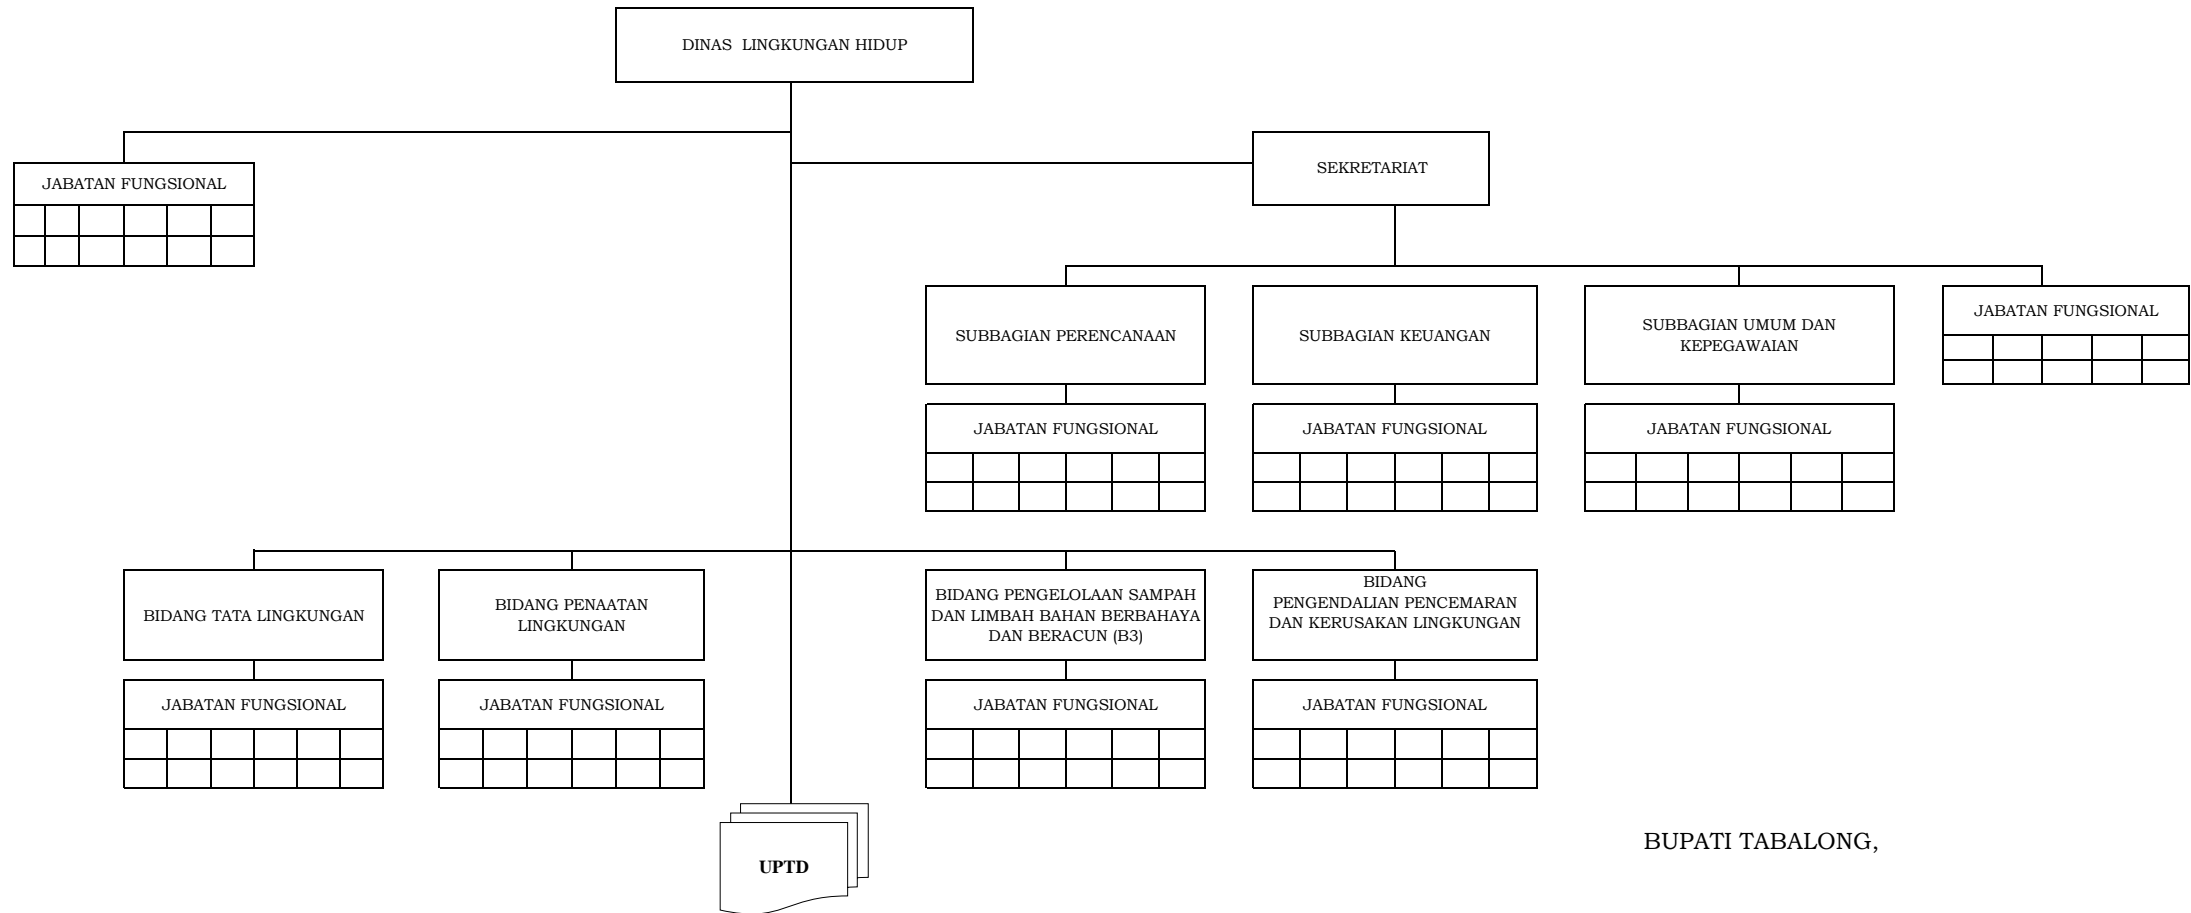 DINAS LINGKUNGAN HIDUP
JABATAN FUNGSIONAL
SEKRETARIAT
SUBBAGIAN PERENCANAAN
SUBBAGIAN KEUANGAN
SUBBAGIAN UMUM DAN
KEPEGAWAIAN
JABATAN FUNGSIONAL
JABATAN FUNGSIONAL
JABATAN FUNGSIONAL
JABATAN FUNGSIONAL
BIDANG TATA LINGKUNGAN
BIDANG PENAATAN
LINGKUNGAN
BIDANG PENGELOLAAN SAMPAH
DAN LIMBAH BAHAN BERBAHAYA
DAN BERACUN (B3)
BIDANG
PENGENDALIAN PENCEMARAN
DAN KERUSAKAN LINGKUNGAN
JABATAN FUNGSIONAL
JABATAN FUNGSIONAL
JABATAN FUNGSIONAL
JABATAN FUNGSIONAL
UPTD
BUPATI TABALONG,